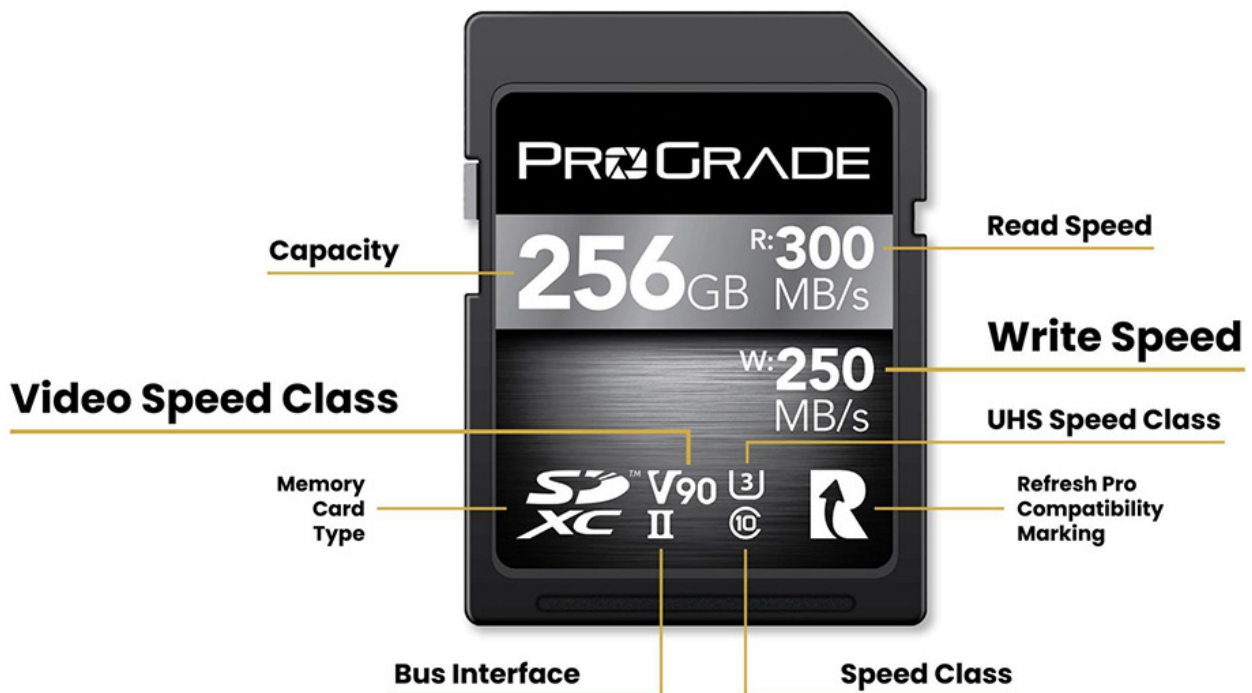 PROGRADE
Capacity
256GB
R:300
MB/s
Read Speed
Write Speed
W:250
MB/s
Video Speed Class
UHS Speed Class
Memory
Card
Type
SD™
XC
V90
II
3
10
R
Refresh Pro
Compatibility
Marking
Bus Interface
Speed Class